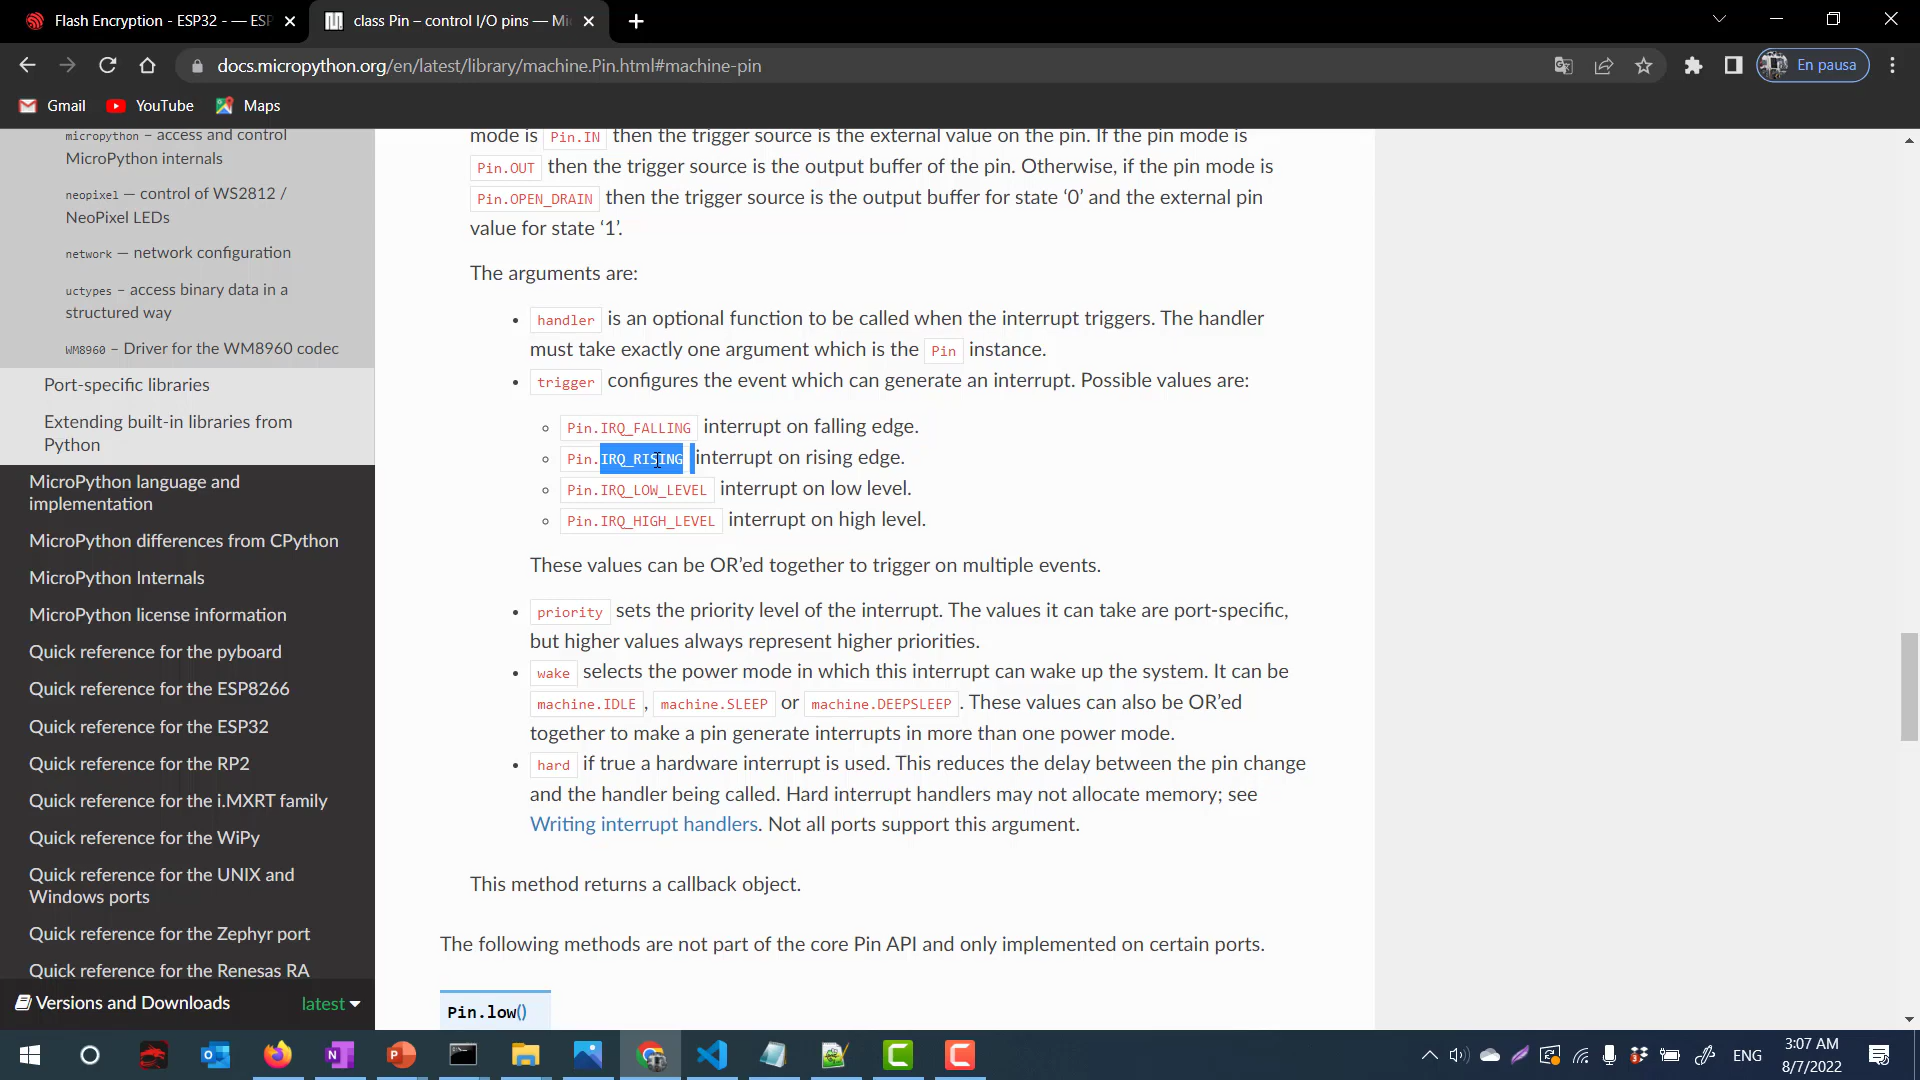 Flash Encryption - ESP32 - — ESP
class Pin – control I/O pins — Mi
docs.micropython.org/en/latest/library/machine.Pin.html#machine-pin
En pausa
Gmail
YouTube
Maps
micropython – access and control
MicroPython internals
neopixel — control of WS2812 /
NeoPixel LEDs
network — network configuration
uctypes – access binary data in a
structured way
WM8960 – Driver for the WM8960 codec
Port-specific libraries
Extending built-in libraries from
Python
MicroPython language and
implementation
MicroPython differences from CPython
MicroPython Internals
MicroPython license information
Quick reference for the pyboard
Quick reference for the ESP8266
Quick reference for the ESP32
Quick reference for the RP2
Quick reference for the i.MXRT family
Quick reference for the WiPy
Quick reference for the UNIX and
Windows ports
Quick reference for the Zephyr port
Quick reference for the Renesas RA
Versions and Downloads
latest
mode is Pin.IN then the trigger source is the external value on the pin. If the pin mode is
Pin.OUT then the trigger source is the output buffer of the pin. Otherwise, if the pin mode is
Pin.OPEN_DRAIN then the trigger source is the output buffer for state ‘0’ and the external pin
value for state ‘1’.
The arguments are:
handler is an optional function to be called when the interrupt triggers. The handler
must take exactly one argument which is the Pin instance.
trigger configures the event which can generate an interrupt. Possible values are:
Pin.IRQ_FALLING interrupt on falling edge.
Pin.IRQ_RISING interrupt on rising edge.
Pin.IRQ_LOW_LEVEL interrupt on low level.
Pin.IRQ_HIGH_LEVEL interrupt on high level.
These values can be OR’ed together to trigger on multiple events.
priority sets the priority level of the interrupt. The values it can take are port-specific,
but higher values always represent higher priorities.
wake selects the power mode in which this interrupt can wake up the system. It can be
machine.IDLE, machine.SLEEP or machine.DEEPSLEEP. These values can also be OR’ed
together to make a pin generate interrupts in more than one power mode.
hard if true a hardware interrupt is used. This reduces the delay between the pin change
and the handler being called. Hard interrupt handlers may not allocate memory; see
Writing interrupt handlers. Not all ports support this argument.
This method returns a callback object.
The following methods are not part of the core Pin API and only implemented on certain ports.
Pin.low()
ENG
3:07 AM
8/7/2022